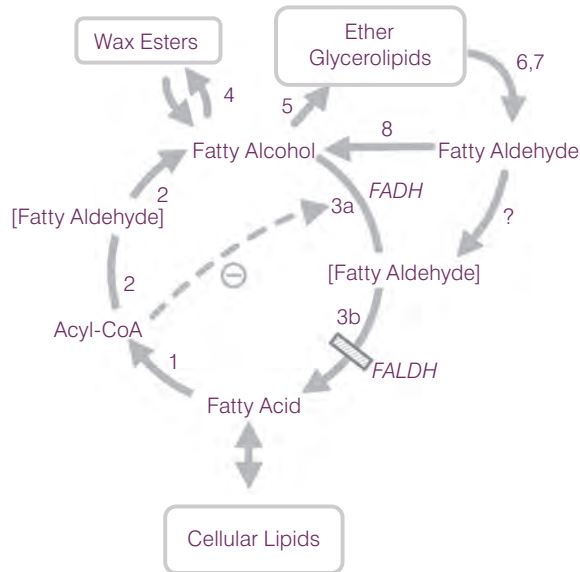 Wax Esters
Ether
Glycerolipids
6,7
4
5
8
Fatty Alcohol
Fatty Aldehyde
2
3a
FADH
[Fatty Aldehyde]
?
[Fatty Aldehyde]
2
3b
Acyl-CoA
1
FALDH
Fatty Acid
Cellular Lipids